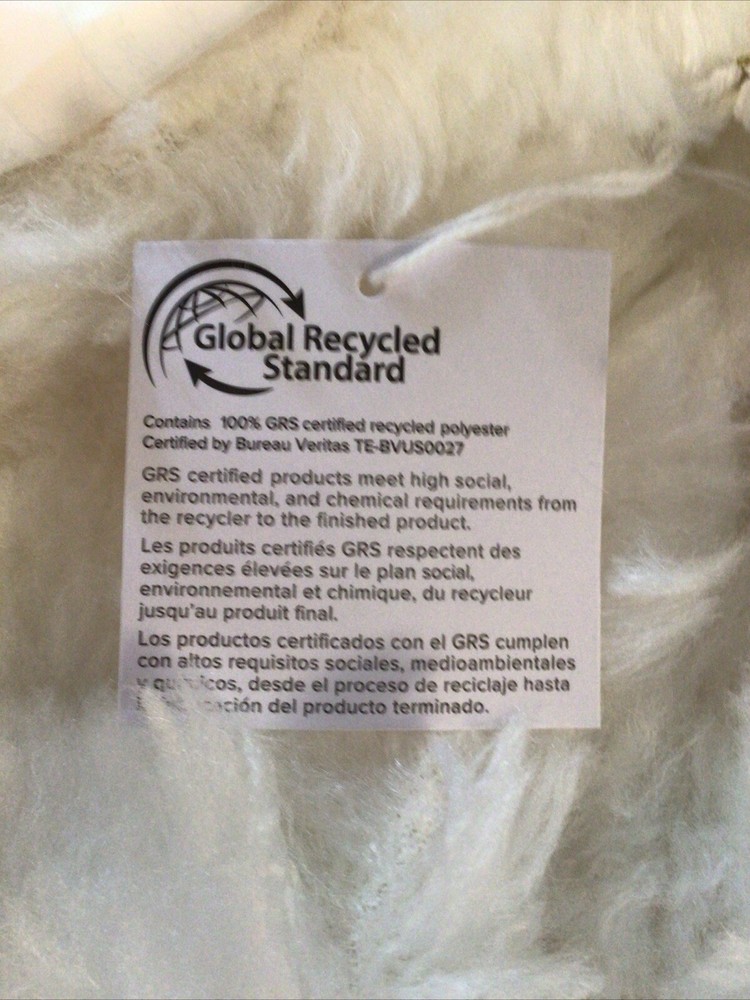 Global Recycled
Standard
Contains 100% GRS certified recycled polyester
Certified by Bureau Veritas TE-BVUS0027
GRS certified products meet high social,
environmental, and chemical requirements from
the recycler to the finished product.
Les produits certifiés GRS respectent des
exigences élevées sur le plan social,
environnemental et chimique, du recycleur
jusqu'au produit final.
Los productos certificados con el GRS cumplen
con altos requisitos sociales, medioambientales
y químicos, desde el proceso de reciclaje hasta
del producto terminado.